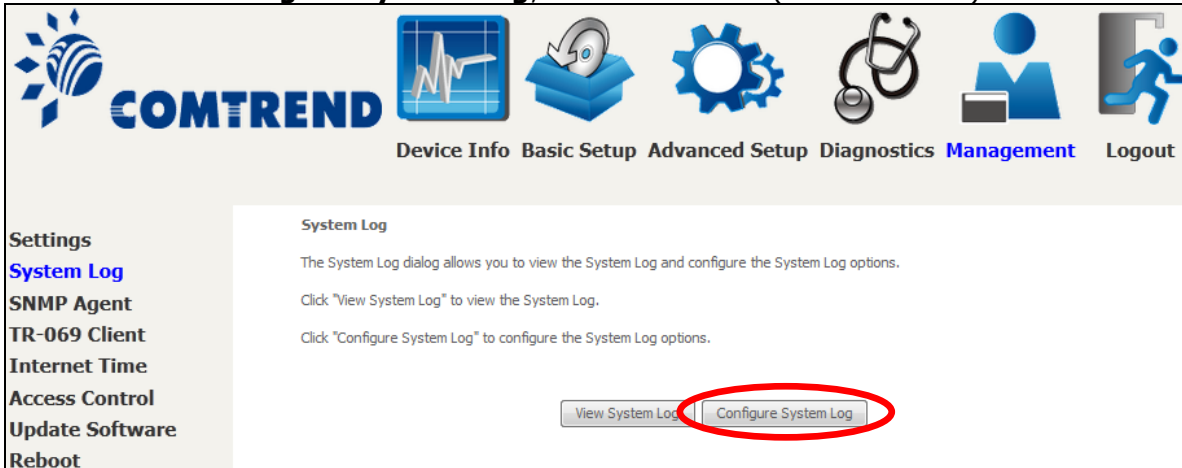 COMTREND
Device Info Basic Setup Advanced Setup Diagnostics Management Logout
Settings
System Log
SNMP Agent
TR-069 Client
Internet Time
Access Control
Update Software
Reboot
System Log
The System Log dialog allows you to view the System Log and configure the System Log options.
Click "View System Log" to view the System Log.
Click "Configure System Log" to configure the System Log options.
View System Log Configure System Log